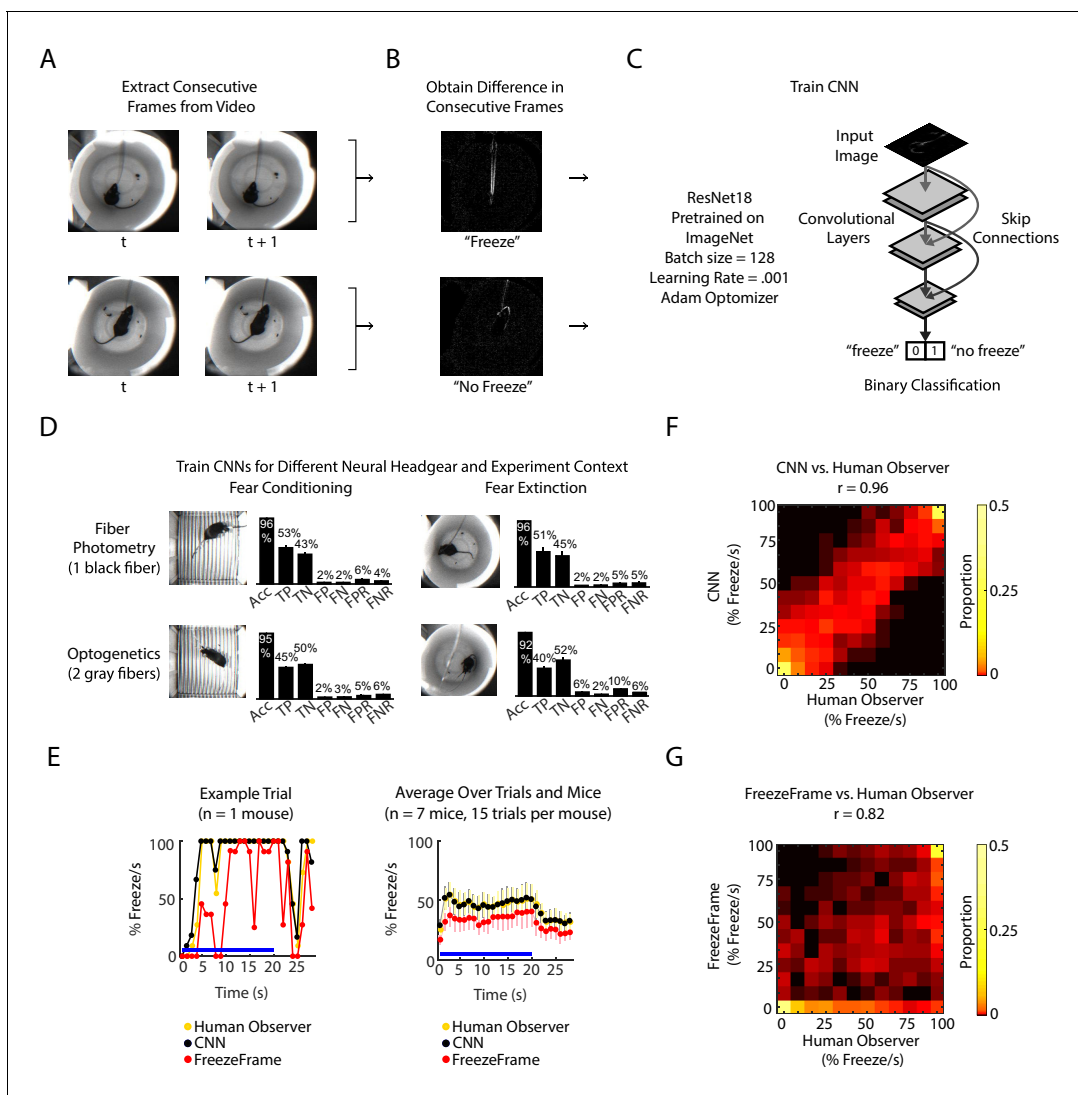 A
Extract Consecutive
Frames from Video
t
t + 1
t
t + 1
B
Obtain Difference in
Consecutive Frames
“Freeze”
“No Freeze”
C
Train CNN
Input
Image
ResNet18
Pretrained on
ImageNet
Batch size = 128
Learning Rate = .001
Adam Optomizer
Convolutional
Layers
Skip
Connections
“freeze” 0 1 “no freeze”
Binary Classification
D
Train CNNs for Different Neural Headgear and Experiment Context
Fear Conditioning
Fear Extinction
Fiber
Photometry
(1 black fiber)
96 % 53% 43% 2% 2% 6% 4%
Acc TP TN FP FN FPR FNR
96 % 51% 45% 2% 2% 5% 5%
Acc TP TN FP FN FPR FNR
Optogenetics
(2 gray fibers)
95 % 45% 50% 2% 3% 5% 6%
Acc TP TN FP FN FPR FNR
92 % 40% 52% 6% 2% 10% 6%
Acc TP TN FP FN FPR FNR
E
Example Trial
(n = 1 mouse)
% Freeze/s
100
50
0
5 10 15 20 25
Time (s)
Human Observer
CNN
FreezeFrame
Average Over Trials and Mice
(n = 7 mice, 15 trials per mouse)
% Freeze/s
100
50
0
0 5 10 15 20 25
Time (s)
Human Observer
CNN
FreezeFrame
F
CNN vs. Human Observer
r = 0.96
CNN
(% Freeze/s)
100
75
50
25
0
0 25 50 75 100
Human Observer
(% Freeze/s)
Proportion
0.5
0
G
FreezeFrame vs. Human Observer
r = 0.82
FreezeFrame
(% Freeze/s)
100
75
50
25
0
0 25 50 75 100
Human Observer
(% Freeze/s)
Proportion
0.5
0